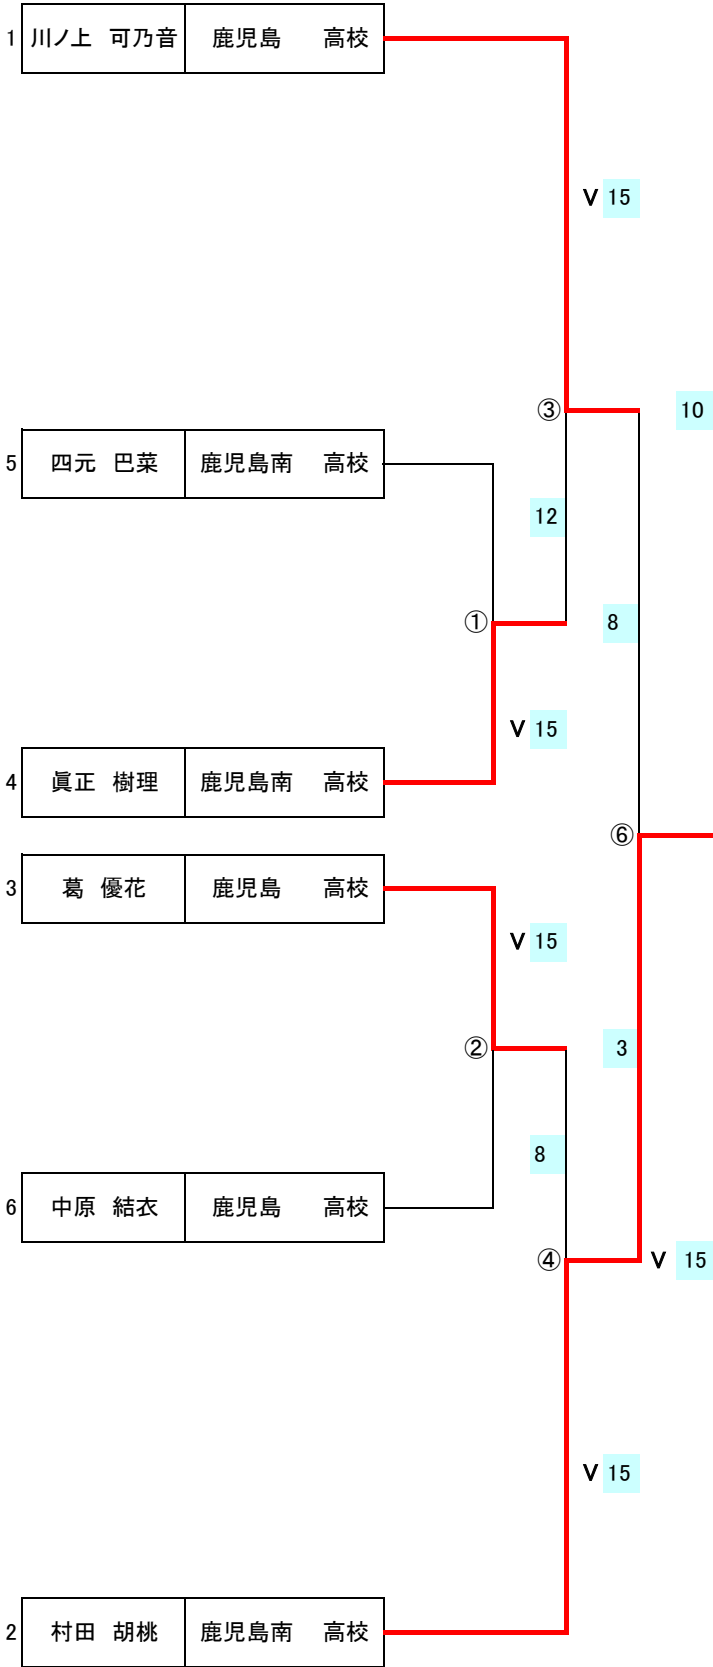 1 川ノ上 可乃音 鹿児島 高校
V 15
③ 10
5 四元 巴菜 鹿児島南 高校
12
① 8
V 15
4 眞正 樹理 鹿児島南 高校
⑥
3 葛 優花 鹿児島 高校
V 15
② 3
8
6 中原 結衣 鹿児島 高校
④ V 15
V 15
2 村田 胡桃 鹿児島南 高校